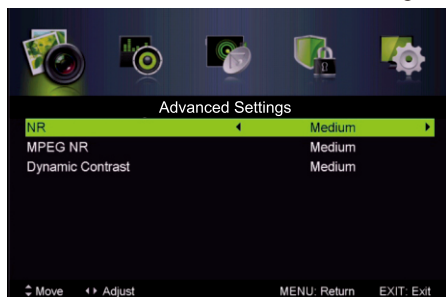 Advanced Settings
NR Medium
MPEG NR Medium
Dynamic Contrast Medium
Move Adjust MENU: Return EXIT: Exit